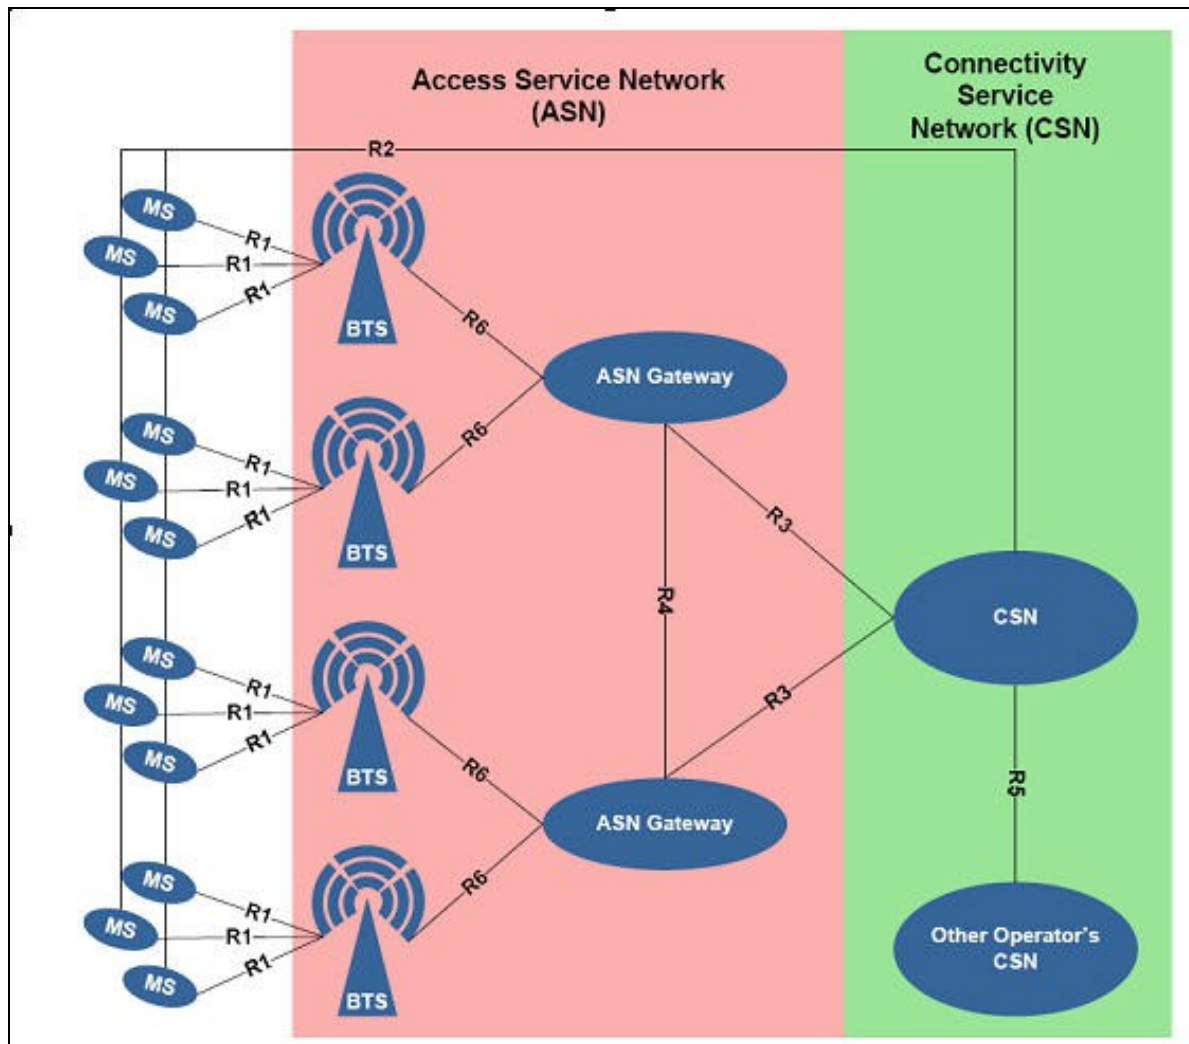 Access Service Network
(ASN)
Connectivity
Service
Network (CSN)
R2
MS
MS
MS
R1
R1
R1
BTS
R6
ASN Gateway
R6
MS
MS
MS
R1
R1
R1
BTS
R3
R4
CSN
R3
MS
MS
MS
R1
R1
R1
BTS
R6
R5
ASN Gateway
R6
MS
MS
MS
R1
R1
R1
BTS
Other Operator's
CSN